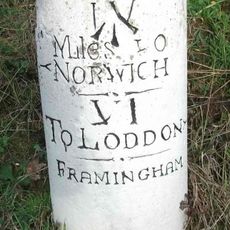 IX
Miles TO
NORWICH
VI
TO LODDON
FRAMINGHAM